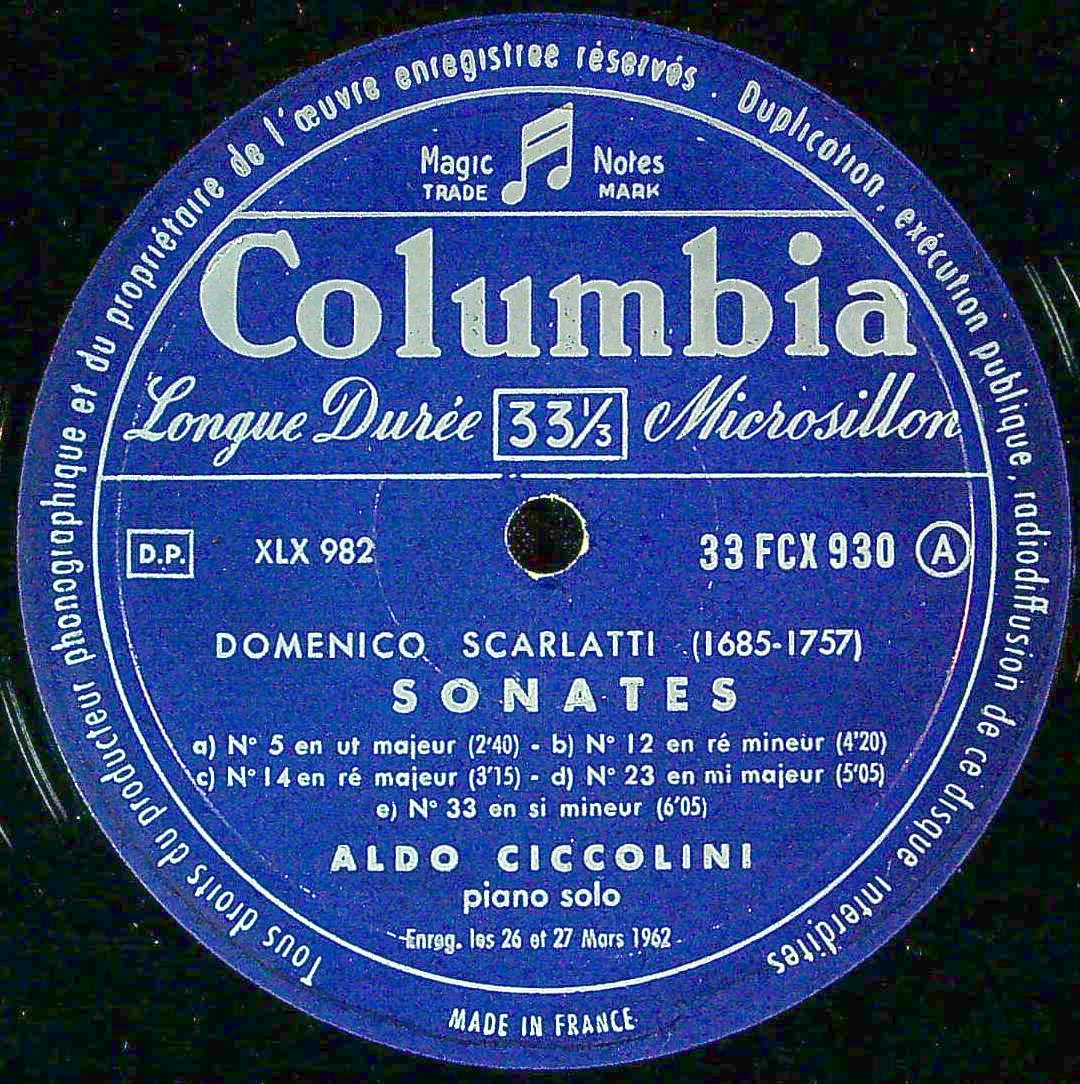 Tous droits du producteur phonographique et du propriétaire de l'œuvre enregistrée réservés . Duplication, exécution publique, radiodiffusion de ce disque interdites
Magic Notes
TRADE MARK
Columbia
Longue Durée 33 1/3 Microsillon
D.P. XLX 982 33 FCX 930 A
DOMENICO SCARLATTI (1685-1757)
SONATES
a) N° 5 en ut majeur (2'40) - b) N° 12 en ré mineur (4'20)
c) N° 14 en ré majeur (3'15) - d) N° 23 en mi majeur (5'05)
e) N° 33 en si mineur (6'05)
ALDO CICCOLINI
piano solo
Enreg. les 26 et 27 Mars 1962
MADE IN FRANCE